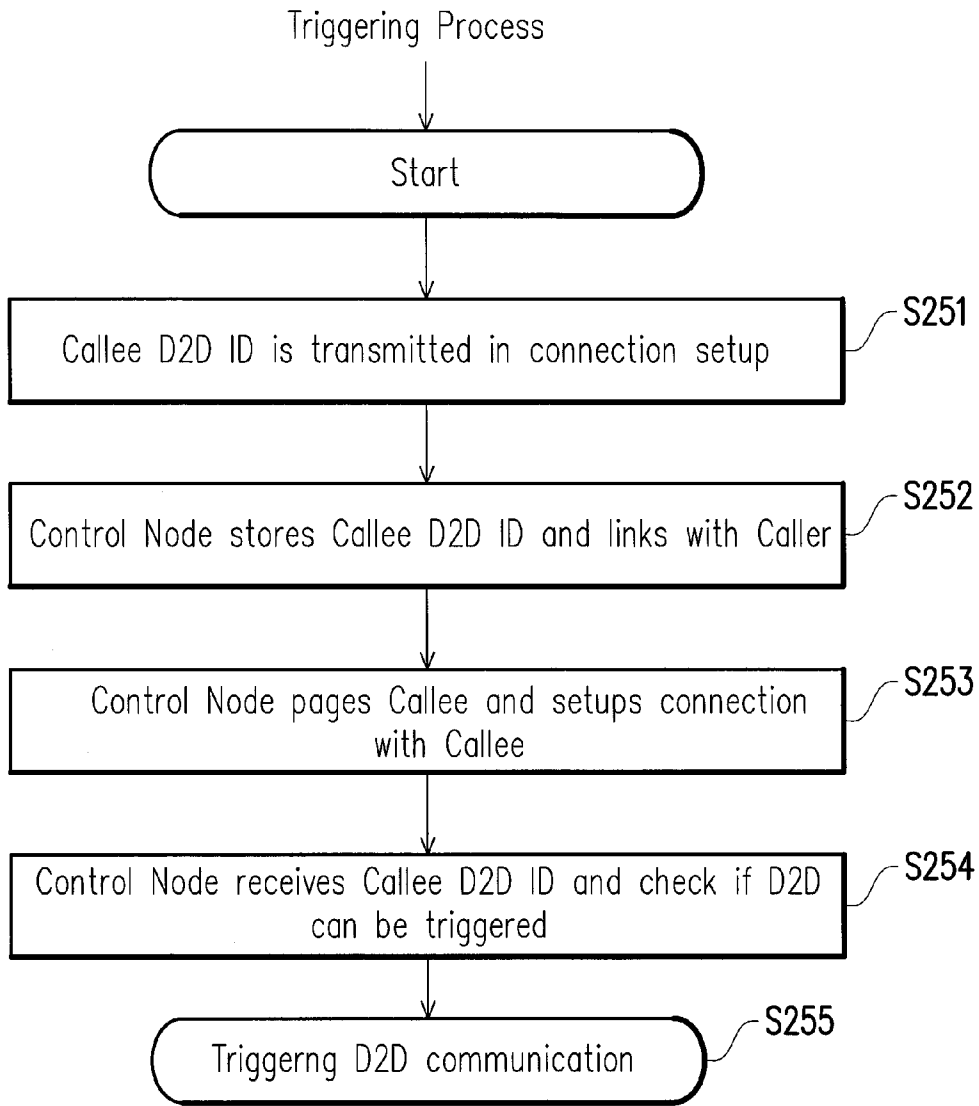 Triggering Process
Start
Callee D2D ID is transmitted in connection setup
S251
Control Node stores Callee D2D ID and links with Caller
S252
Control Node pages Callee and setups connection
with Callee
S253
Control Node receives Callee D2D ID and check if D2D
can be triggered
S254
Triggerng D2D communication
S255